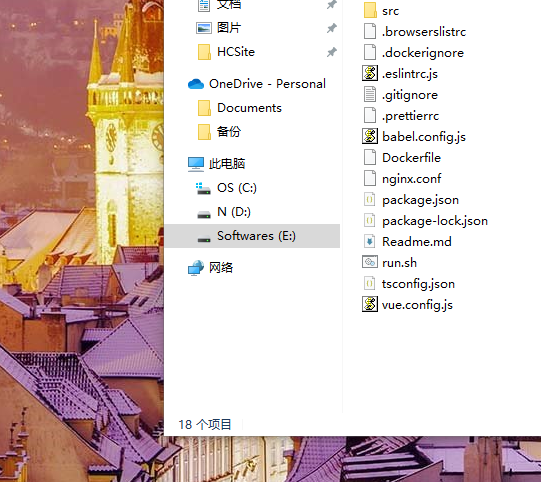 文档
图片
HCSite
OneDrive - Personal
Documents
备份
此电脑
OS (C:)
N (D:)
Softwares (E:)
网络
src
.browserslistrc
.dockerignore
.eslintrc.js
.gitignore
.prettierrc
babel.config.js
Dockerfile
nginx.conf
package.json
package-lock.json
Readme.md
run.sh
tsconfig.json
vue.config.js
18 个项目